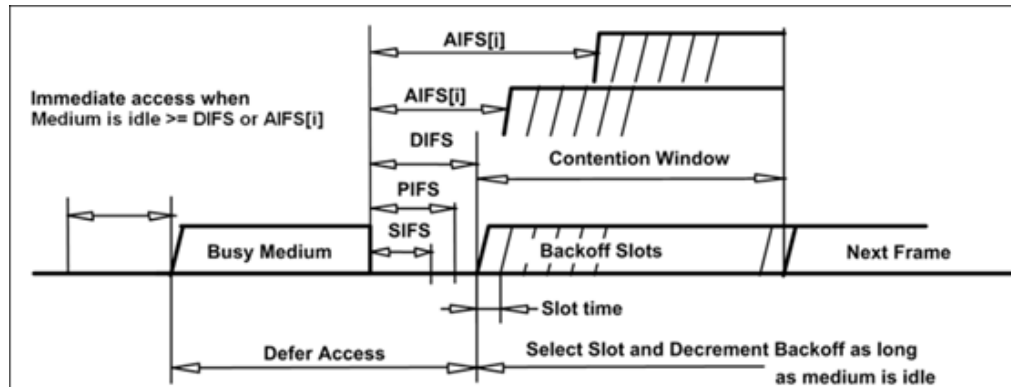 AIFS[i]
Immediate access when
Medium is idle >= DIFS or AIFS[i]
AIFS[i]
DIFS
Contention Window
PIFS
SIFS
Busy Medium
Backoff Slots
Next Frame
Slot time
Defer Access
Select Slot and Decrement Backoff as long
as medium is idle